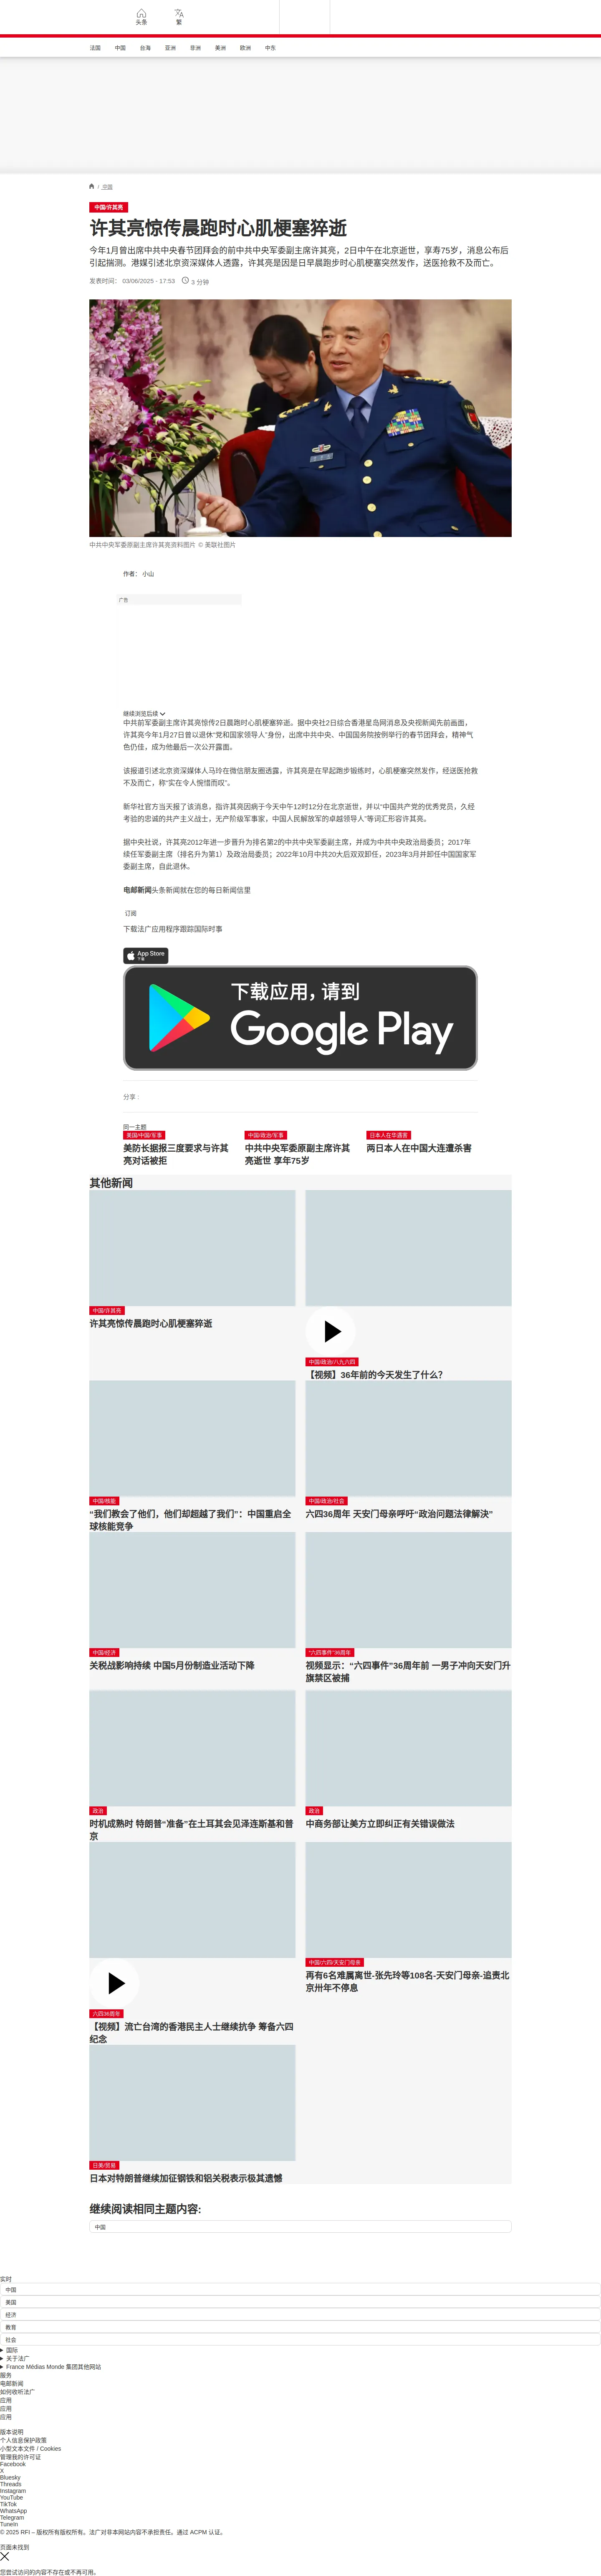 头条
繁
法国
中国
台海
亚洲
非洲
美洲
欧洲
中东
/ 中国
中国/许其亮
许其亮惊传晨跑时心肌梗塞猝逝
今年1月曾出席中共中央春节团拜会的前中共中央军委副主席许其亮，2日中午在北京逝世，享寿75岁，消息公布后
引起揣测。港媒引述北京资深媒体人透露，许其亮是因是日早晨跑步时心肌梗塞突然发作，送医抢救不及而亡。
发表时间： 03/06/2025 - 17:53 3 分钟
中共中央军委原副主席许其亮资料图片 © 美联社图片
作者： 小山
广告
继续浏览后续
中共前军委副主席许其亮惊传2日晨跑时心肌梗塞猝逝。据中央社2日综合香港星岛网消息及央视新闻先前画面，
许其亮今年1月27日曾以退休“党和国家领导人”身份，出席中共中央、中国国务院按例举行的春节团拜会，精神气
色仍佳，成为他最后一次公开露面。
该报道引述北京资深媒体人马玲在微信朋友圈透露，许其亮是在早起跑步锻练时，心肌梗塞突然发作，经送医抢救
不及而亡，称“实在令人惋惜而叹”。
新华社官方当天报了该消息，指许其亮因病于今天中午12时12分在北京逝世，并以“中国共产党的优秀党员，久经
考验的忠诚的共产主义战士，无产阶级军事家，中国人民解放军的卓越领导人”等词汇形容许其亮。
据中央社说，许其亮2012年进一步晋升为排名第2的中共中央军委副主席，并成为中共中央政治局委员；2017年
续任军委副主席（排名升为第1）及政治局委员；2022年10月中共20大后双双卸任，2023年3月并卸任中国国家军
委副主席，自此退休。
电邮新闻头条新闻就在您的每日新闻信里
订阅
下载法广应用程序跟踪国际时事
App Store
下载
下载应用，请到
Google Play
分享 :
同一主题
美国/中国/军事
美防长据报三度要求与许其
亮对话被拒
中国/政治/军事
中共中央军委原副主席许其
亮逝世 享年75岁
日本人在华遇害
两日本人在中国大连遭杀害
其他新闻
中国/许其亮
许其亮惊传晨跑时心肌梗塞猝逝
中国/政治/八九六四
【视频】36年前的今天发生了什么？
中国/核能
“我们教会了他们，他们却超越了我们”：中国重启全
球核能竞争
中国/政治/社会
六四36周年 天安门母亲呼吁“政治问题法律解決”
中国/经济
关税战影响持续 中国5月份制造业活动下降
“六四事件”36周年
视频显示：“六四事件”36周年前 一男子冲向天安门升
旗禁区被捕
政治
时机成熟时 特朗普“准备”在土耳其会见泽连斯基和普
京
政治
中商务部让美方立即纠正有关错误做法
六四36周年
【视频】流亡台湾的香港民主人士继续抗争 筹备六四
纪念
中国/六四/天安门母亲
再有6名难属离世-张先玲等108名-天安门母亲-追责北
京卅年不停息
日美/贸易
日本对特朗普继续加征钢铁和铝关税表示极其遗憾
继续阅读相同主题内容:
中国
实时
中国
美国
经济
教育
社会
国际
关于法广
France Médias Monde 集团其他网站
服务
电邮新闻
如何收听法广
应用
应用
应用
版本说明
个人信息保护政策
小型文本文件 / Cookies
管理我的许可证
Facebook
X
Bluesky
Threads
Instagram
YouTube
TikTok
WhatsApp
Telegram
TuneIn
© 2025 RFI – 版权所有版权所有。法广对非本网站内容不承担责任。通过 ACPM 认证。
页面未找到
您尝试访问的内容不存在或不再可用。